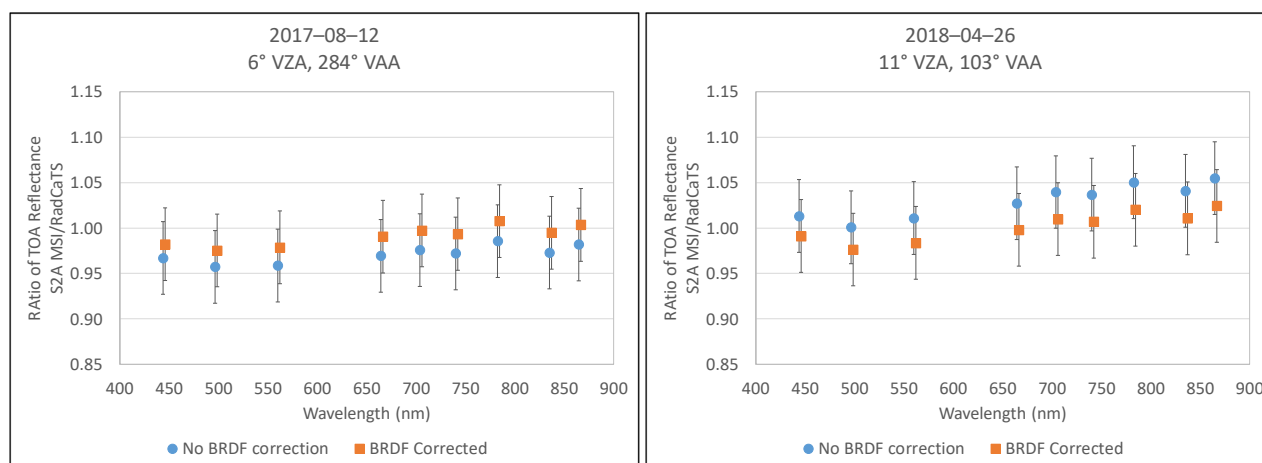 2017–08–12
6° VZA, 284° VAA
RAtio of TOA Reflectance
S2A MSI/RadCaTS
1.15
1.10
1.05
1.00
0.95
0.90
0.85
400 450 500 550 600 650 700 750 800 850 900
Wavelength (nm)
No BRDF correction BRDF Corrected
2018–04–26
11° VZA, 103° VAA
RAtio of TOA Reflectance
S2A MSI/RadCaTS
1.15
1.10
1.05
1.00
0.95
0.90
0.85
400 450 500 550 600 650 700 750 800 850 900
Wavelength (nm)
No BRDF correction BRDF Corrected